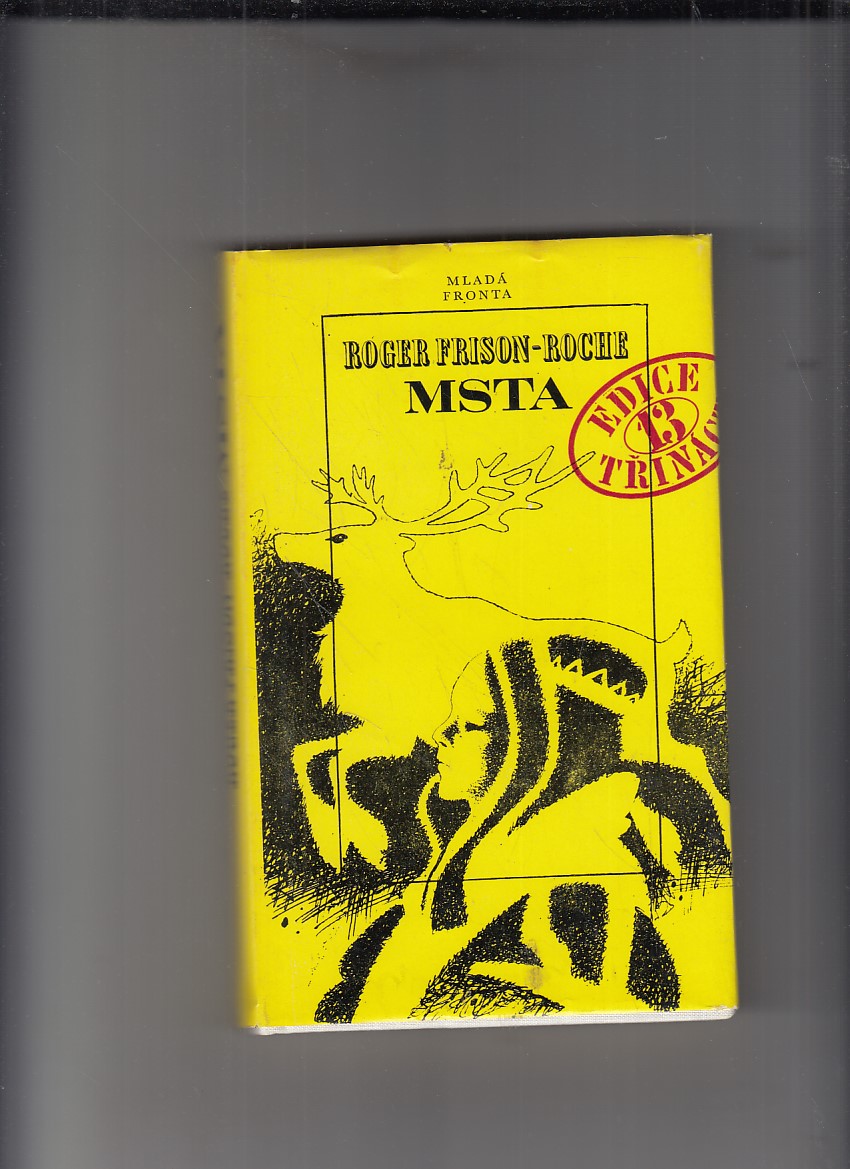 MLADÁ
FRONTA
ROGER FRISON-ROCHE
MSTA
EDICE
13